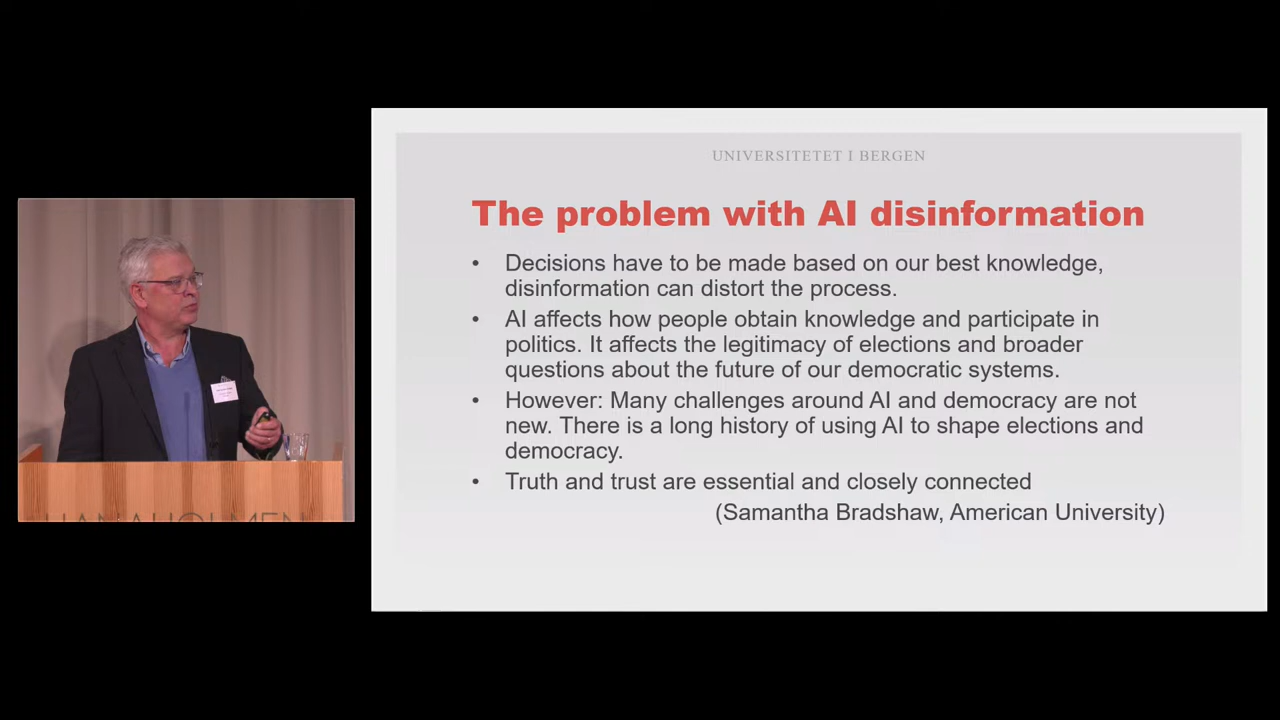 UNIVERSITETET I BERGEN
The problem with AI disinformation
• Decisions have to be made based on our best knowledge,
disinformation can distort the process.
• AI affects how people obtain knowledge and participate in
politics. It affects the legitimacy of elections and broader
questions about the future of our democratic systems.
• However: Many challenges around AI and democracy are not
new. There is a long history of using AI to shape elections and
democracy.
• Truth and trust are essential and closely connected
(Samantha Bradshaw, American University)
HANAHOLMEN